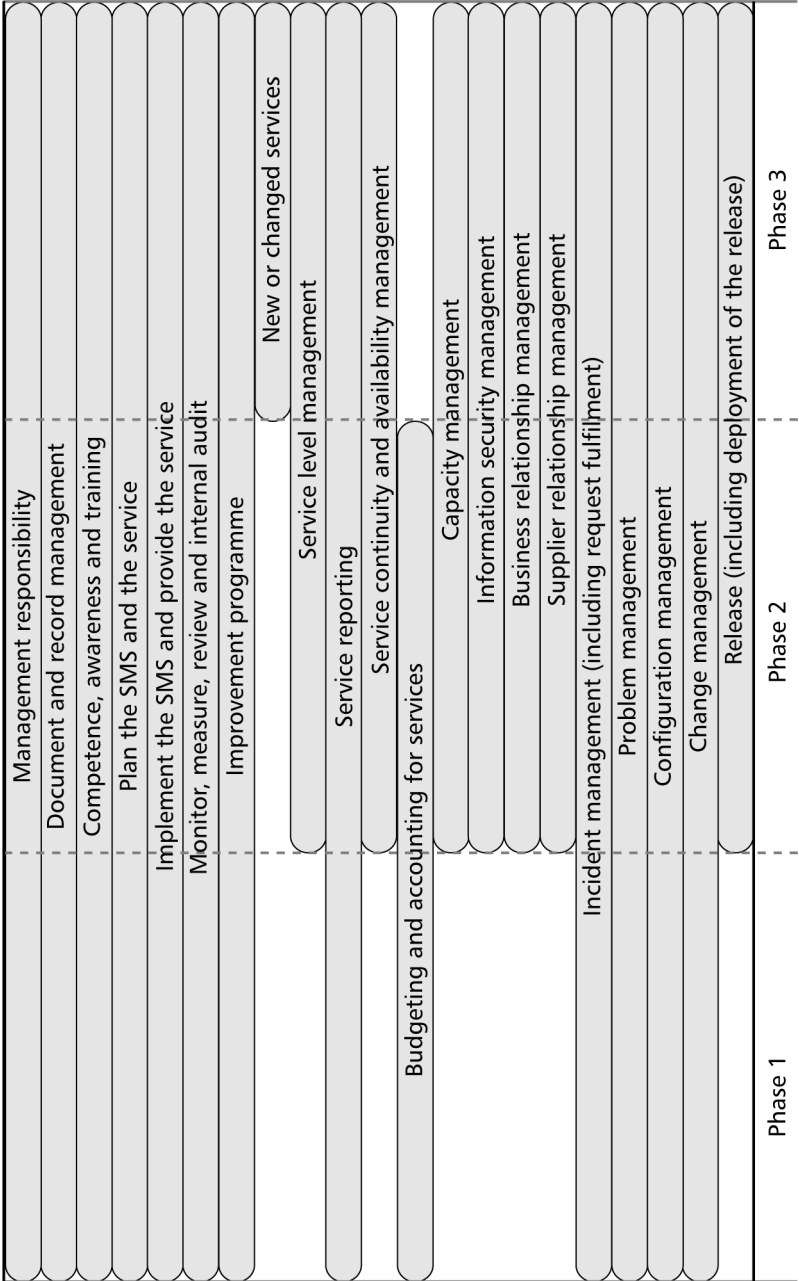 Management responsibility
Document and record management
Competence, awareness and training
Plan the SMS and the service
Implement the SMS and provide the service
Monitor, measure, review and internal audit
Improvement programme
New or changed services
Service level management
Service reporting
Service continuity and availability management
Budgeting and accounting for services
Capacity management
Information security management
Business relationship management
Supplier relationship management
Incident management (including request fulfilment)
Problem management
Configuration management
Change management
Release (including deployment of the release)
Phase 1
Phase 2
Phase 3